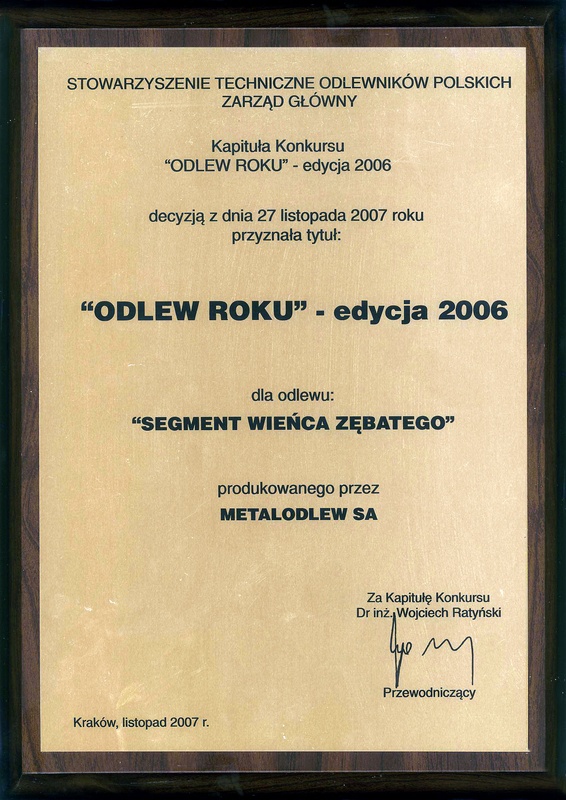 STOWARZYSZENIE TECHNICZNE ODLEWNIKÓW POLSKICH
ZARZĄD GŁÓWNY
Kapituła Konkursu
“ODLEW ROKU” - edycja 2006
decyzją z dnia 27 listopada 2007 roku
przyznała tytuł:
“ODLEW ROKU” - edycja 2006
dla odlewu:
“SEGMENT WIEŃCA ZĘBATEGO”
produkowanego przez
METALODLEW SA
Za Kapitułę Konkursu
Dr inż. Wojciech Ratyński
Przewodniczący
Kraków, listopad 2007 r.